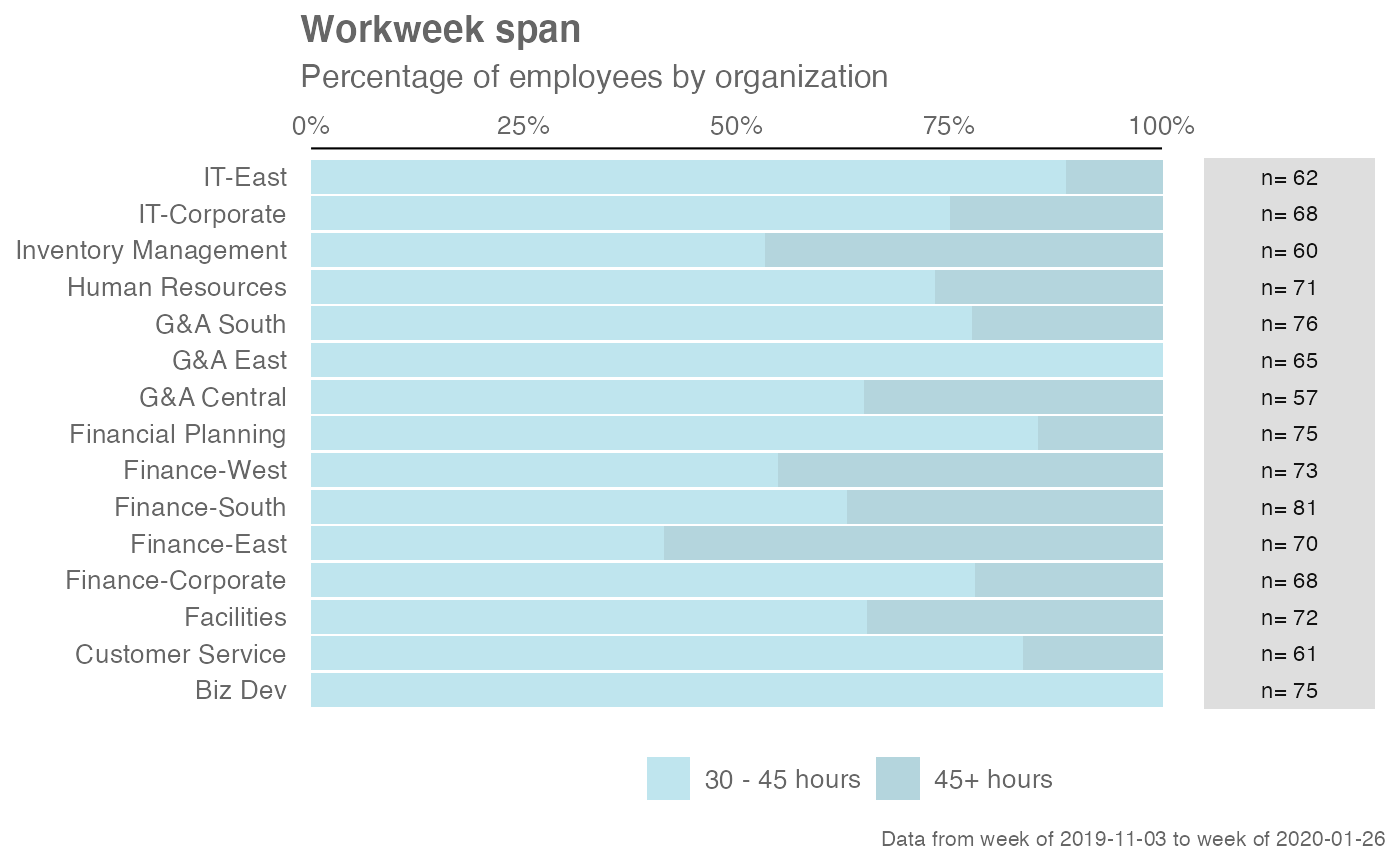 Workweek span
Percentage of employees by organization
0% 25% 50% 75% 100%
IT-East n= 62
IT-Corporate n= 68
Inventory Management n= 60
Human Resources n= 71
G&A South n= 76
G&A East n= 65
G&A Central n= 57
Financial Planning n= 75
Finance-West n= 73
Finance-South n= 81
Finance-East n= 70
Finance-Corporate n= 68
Facilities n= 72
Customer Service n= 61
Biz Dev n= 75
30 - 45 hours 45+ hours
Data from week of 2019-11-03 to week of 2020-01-26